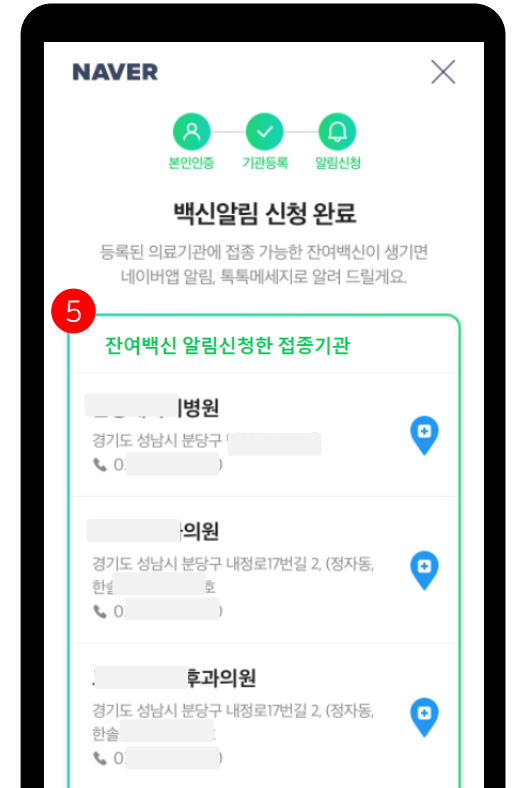 NAVER
본인인증 기관등록 알림신청
백신알림 신청 완료
등록된 의료기관에 접종 가능한 잔여백신이 생기면
네이버앱 알림, 톡톡메세지로 알려 드릴게요.
5
잔여백신 알림신청한 접종기관
병원
경기도 성남시 분당구
0
의원
경기도 성남시 분당구 내정로17번길 2, (정자동,
한솔 호
0
후과의원
경기도 성남시 분당구 내정로17번길 2, (정자동,
한솔
0